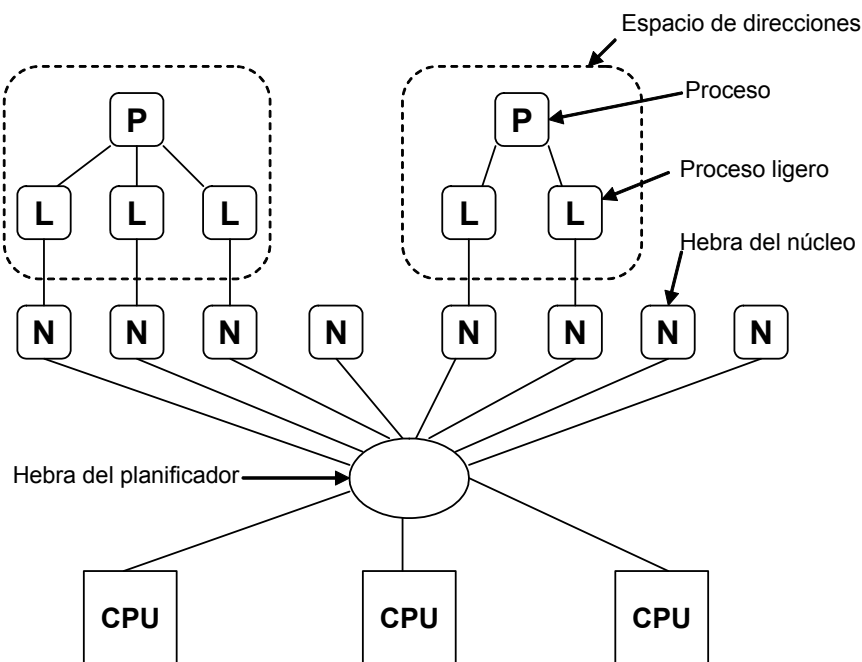 Espacio de direcciones
P
P
Proceso
L
L
L
L
L
Proceso ligero
Hebra del núcleo
N
N
N
N
N
N
N
N
Hebra del planificador
CPU
CPU
CPU